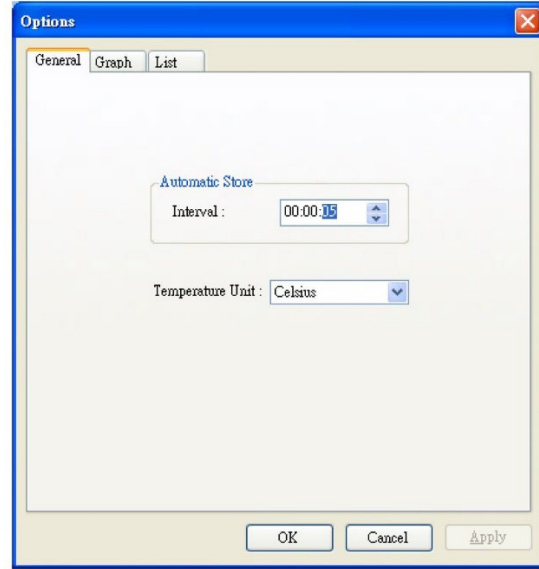 Options
General Graph List
Automatic Store
Interval : 00:00:05
Temperature Unit : Celsius
OK Cancel Apply